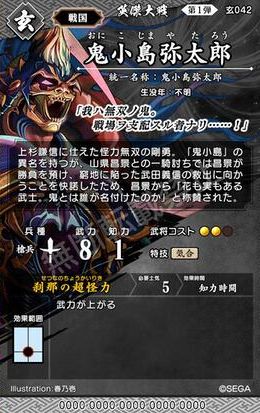 玄
戦国
英傑大戦
第1弾
玄042
おにこじまやたろう
鬼小島弥太郎
統一名称：鬼小島弥太郎
生没年：不明
「我ハ無双ノ鬼。
戦場ヲ支配スル者ナリ……！」
上杉謙信に仕えた怪力無双の剛勇。「鬼小島」の
異名を持つが、山県昌景との一騎討ちでは昌景が
勝負を預け、窮地に陥った武田義信の救出に向か
うことを快諾したため、昌景から「花も実もある
武士。鬼とは誰が名付けたのか」と称賛された。
兵種 武力 知力 武将コスト
槍兵 8 1
特技 気合
せつなのちょうかいりき
刹那の超怪力
必要士気 5
効果時間 知力時間
効果範囲
武力が上がる
Illustration:春乃壱
©SEGA
0000-0000-0000-0000-0000